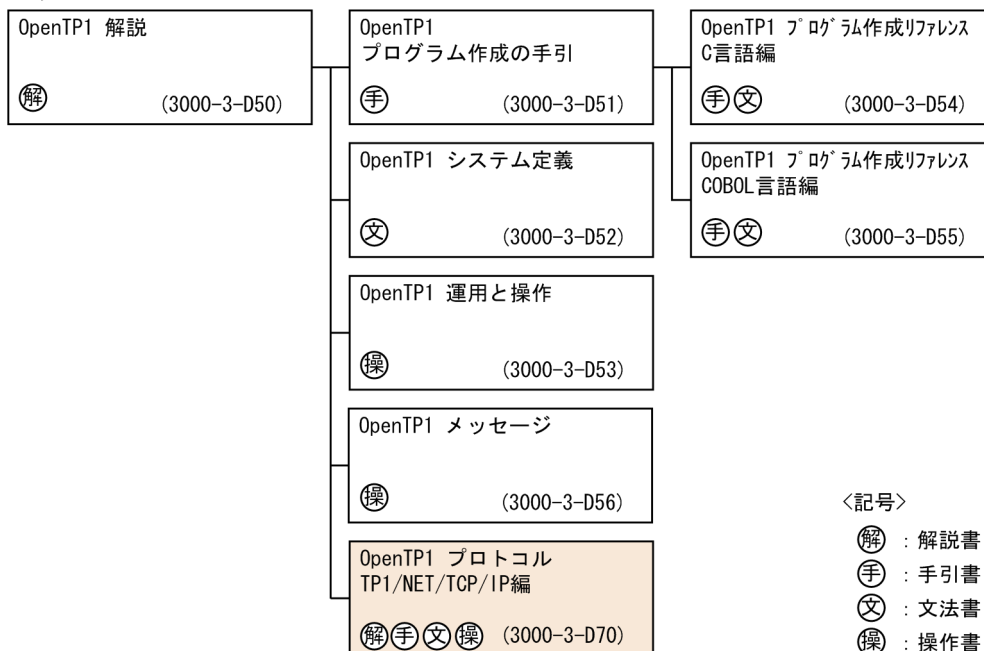 OpenTP1 解説
解 (3000-3-D50)
OpenTP1
プログラム作成の手引
手 (3000-3-D51)
OpenTP1 システム定義
文 (3000-3-D52)
OpenTP1 運用と操作
操 (3000-3-D53)
OpenTP1 メッセージ
操 (3000-3-D56)
OpenTP1 プロトコル
TP1/NET/TCP/IP編
解 手 文 操 (3000-3-D70)
OpenTP1 プログラム作成リファレンス
C言語編
手 文 (3000-3-D54)
OpenTP1 プログラム作成リファレンス
COBOL言語編
手 文 (3000-3-D55)
〈記号〉
解 : 解説書
手 : 手引書
文 : 文法書
操 : 操作書